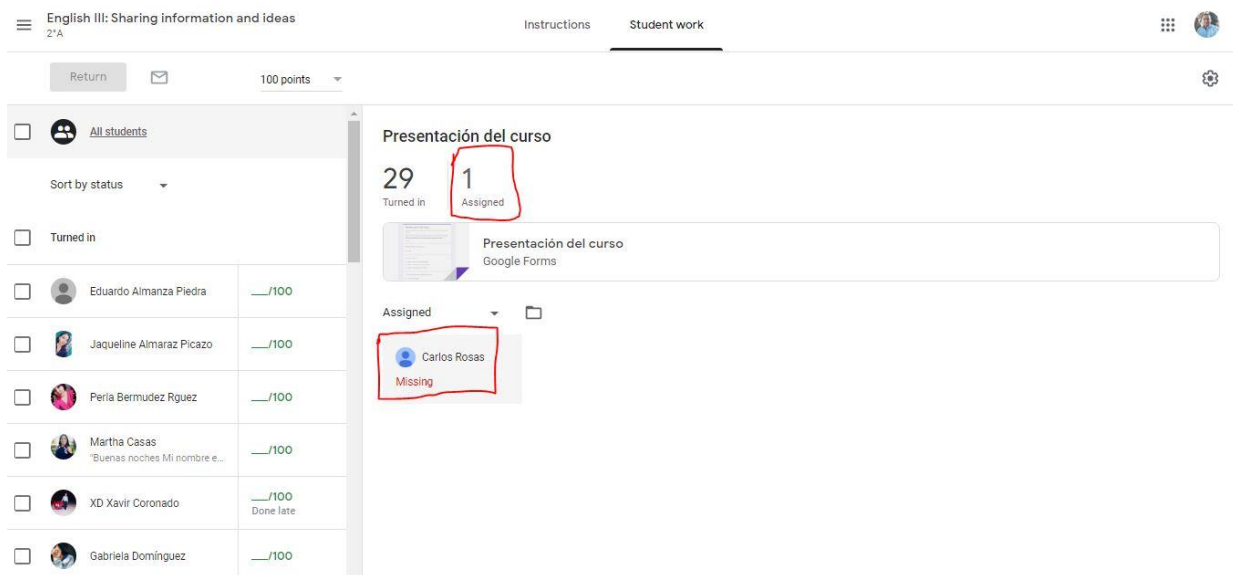 English III: Sharing information and ideas
2°A
Instructions
Student work
Return
100 points
All students
Sort by status
Turned in
Eduardo Almanza Piedra
__/100
Jaqueline Almaraz Picazo
__/100
Perla Bermudez Rguez
__/100
Martha Casas
"Buenas noches Mi nombre e...
__/100
XD Xavir Coronado
__/100
Done late
Gabriela Domínguez
__/100
Presentación del curso
29
Turned in
1
Assigned
Presentación del curso
Google Forms
Assigned
Carlos Rosas
Missing